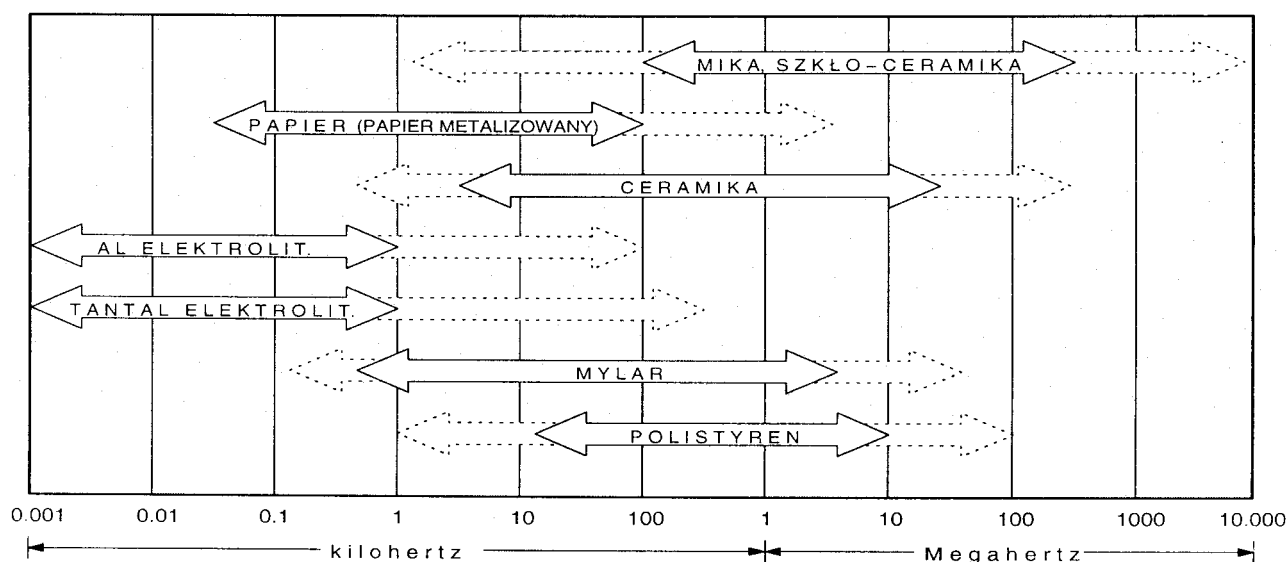 MIKA, SZKŁO-CERAMIKA
PAPIER (PAPIER METALIZOWANY)
CERAMIKA
AL ELEKTROLIT.
TANTAL ELEKTROLIT.
MYLAR
POLISTYREN
0.001 0.01 0.1 1 10 100 1 10 100 1000 10.000
kilohertz Megahertz